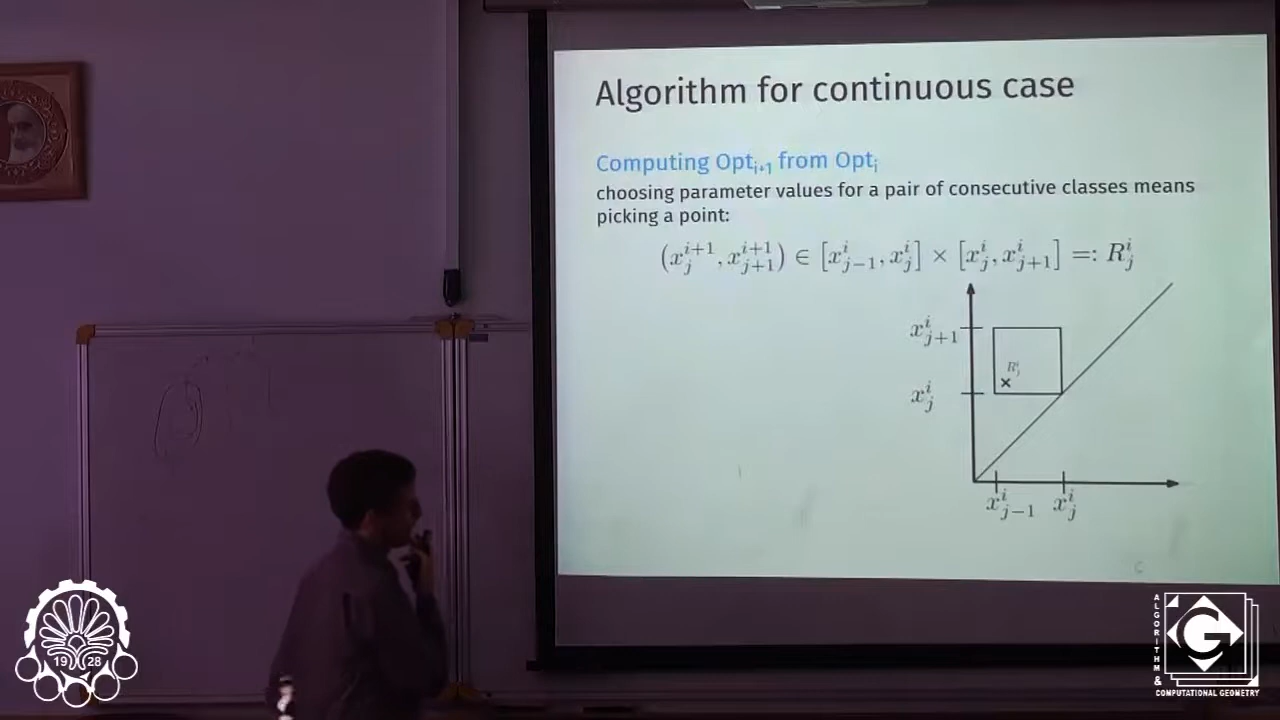 Algorithm for continuous case
Computing Opt_{i+1} from Opt_i
choosing parameter values for a pair of consecutive classes means
picking a point:
(x_j^{i+1}, x_{j+1}^{i+1}) ∈ [x_{j−1}^i, x_j^i] × [x_j^i, x_{j+1}^i] =: R_j^i
x_{j+1}^i
R_j^i
x_j^i
x_{j−1}^i x_j^i
19 28
ALGORITHM &
G
COMPUTATIONAL GEOMETRY